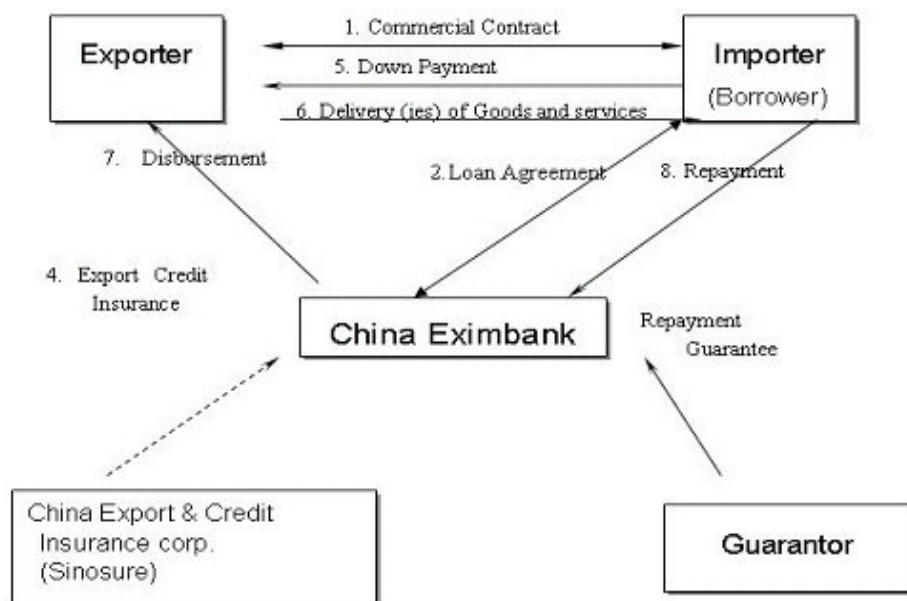 1. Commercial Contract
Exporter
Importer
(Borrower)
5. Down Payment
6. Delivery (ies) of Goods and services
7. Disbursement
2. Loan Agreement
8. Repayment
4. Export Credit
Insurance
China Eximbank
Repayment
Guarantee
China Export & Credit
Insurance corp.
(Sinosure)
Guarantor